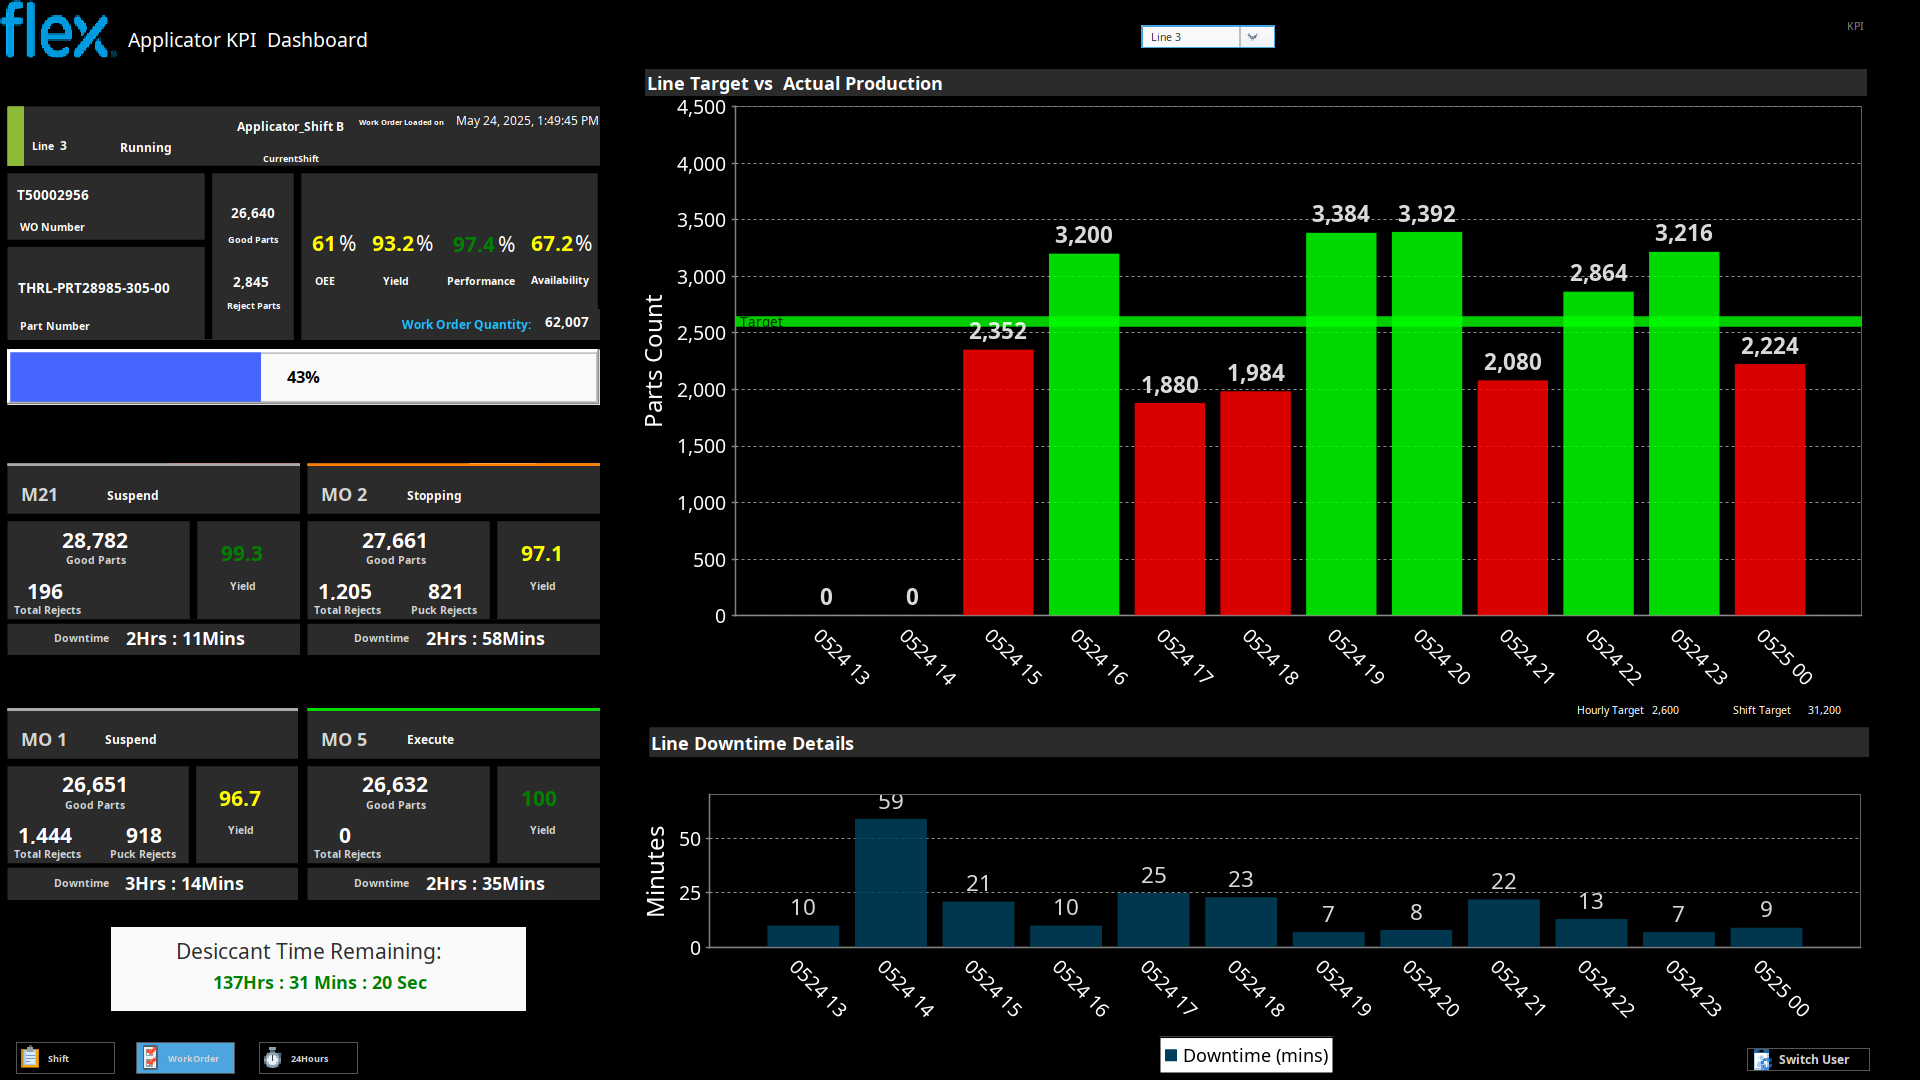 flex
Applicator KPI  Dashboard
Line 3
KPI
Line 3
Running
Applicator_Shift B
CurrentShift
Work Order Loaded on
May 24, 2025, 1:49:45 PM
T50002956
WO Number
THRL-PRT28985-305-00
Part Number
26,640
Good Parts
2,845
Reject Parts
61 %
OEE
93.2 %
Yield
97.4 %
Performance
67.2 %
Availability
Work Order Quantity: 62,007
43%
M21 Suspend
28,782
Good Parts
196
Total Rejects
99.3
Yield
Downtime 2Hrs : 11Mins
MO 2 Stopping
27,661
Good Parts
1,205
Total Rejects
821
Puck Rejects
97.1
Yield
Downtime 2Hrs : 58Mins
MO 1 Suspend
26,651
Good Parts
1,444
Total Rejects
918
Puck Rejects
96.7
Yield
Downtime 3Hrs : 14Mins
MO 5 Execute
26,632
Good Parts
0
Total Rejects
100
Yield
Downtime 2Hrs : 35Mins
Desiccant Time Remaining:
137Hrs : 31 Mins : 20 Sec
Shift
WorkOrder
24Hours
Line Target vs  Actual Production
Parts Count
4,500
4,000
3,500
3,000
2,500
2,000
1,500
1,000
500
0
Target
0
0
2,352
3,200
1,880
1,984
3,384
3,392
2,080
2,864
3,216
2,224
0524 13
0524 14
0524 15
0524 16
0524 17
0524 18
0524 19
0524 20
0524 21
0524 22
0524 23
0525 00
Hourly Target 2,600
Shift Target 31,200
Line Downtime Details
Minutes
50
25
0
10
59
21
10
25
23
7
8
22
13
7
9
0524 13
0524 14
0524 15
0524 16
0524 17
0524 18
0524 19
0524 20
0524 21
0524 22
0524 23
0525 00
Downtime (mins)
Switch User